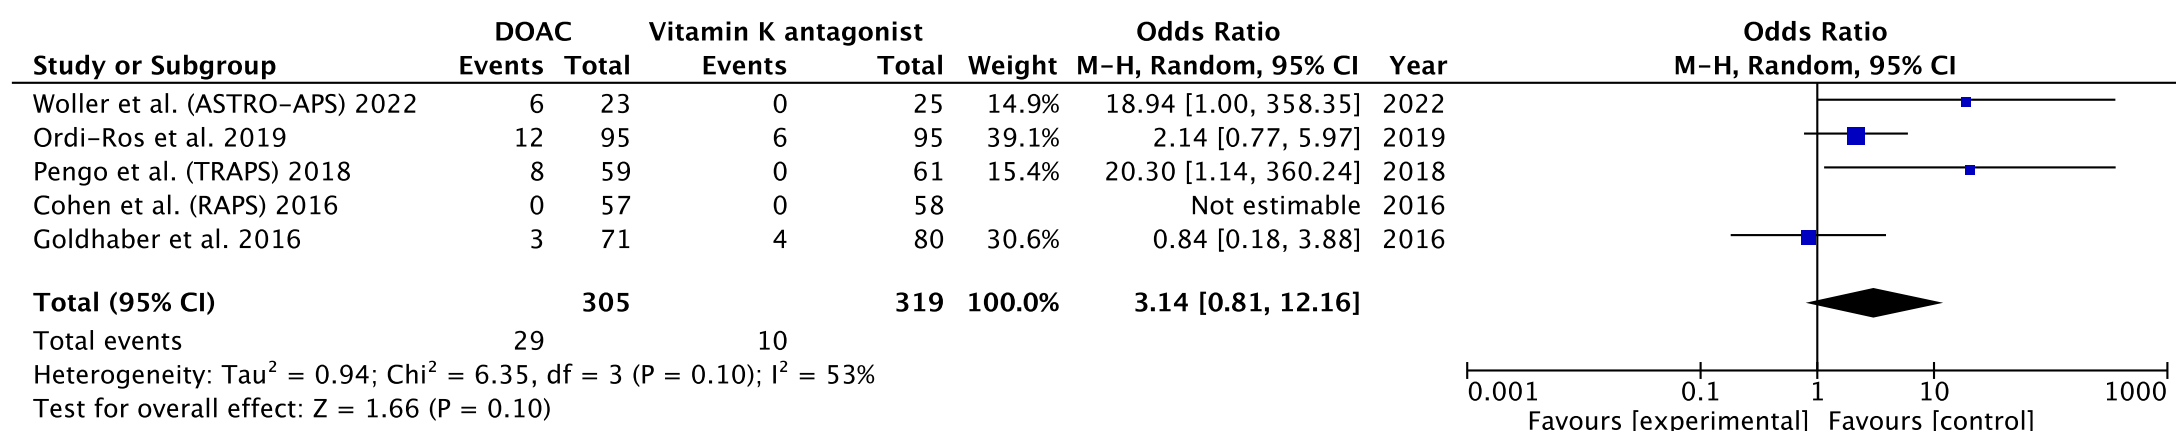 DOAC Vitamin K antagonist Odds Ratio Odds Ratio
Study or Subgroup Events Total Events Total Weight M-H, Random, 95% CI Year M-H, Random, 95% CI
Woller et al. (ASTRO-APS) 2022 6 23 0 25 14.9% 18.94 [1.00, 358.35] 2022
Ordi-Ros et al. 2019 12 95 6 95 39.1% 2.14 [0.77, 5.97] 2019
Pengo et al. (TRAPS) 2018 8 59 0 61 15.4% 20.30 [1.14, 360.24] 2018
Cohen et al. (RAPS) 2016 0 57 0 58 Not estimable 2016
Goldhaber et al. 2016 3 71 4 80 30.6% 0.84 [0.18, 3.88] 2016
Total (95% CI) 305 319 100.0% 3.14 [0.81, 12.16]
Total events 29 10
Heterogeneity: Tau² = 0.94; Chi² = 6.35, df = 3 (P = 0.10); I² = 53%
Test for overall effect: Z = 1.66 (P = 0.10)
0.001 0.1 1 10 1000
Favours [experimental] Favours [control]